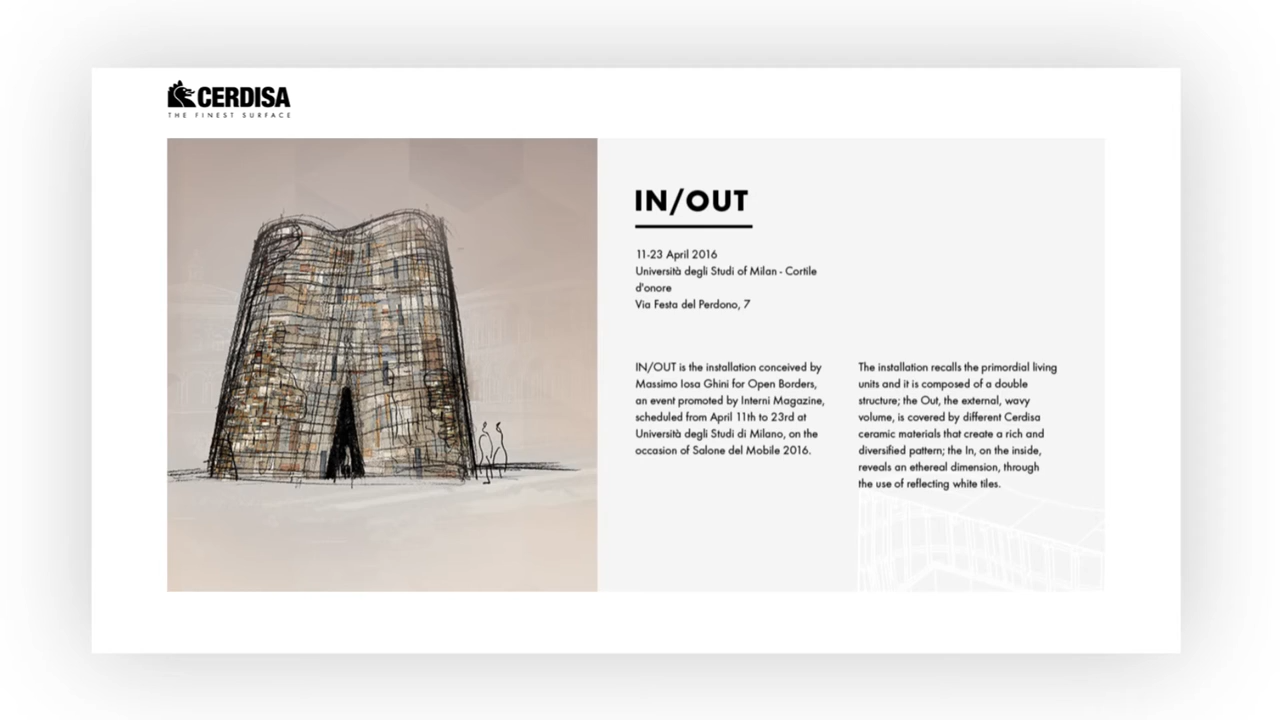 CERDISA
THE FINEST SURFACE
IN/OUT
11-23 April 2016
Università degli Studi of Milan - Cortile
d'onore
Via Festa del Perdono, 7
IN/OUT is the installation conceived by
Massimo Iosa Ghini for Open Borders,
an event promoted by Interni Magazine,
scheduled from April 11th to 23rd at
Università degli Studi di Milano, on the
occasion of Salone del Mobile 2016.
The installation recalls the primordial living
units and it is composed of a double
structure; the Out, the external, wavy
volume, is covered by different Cerdisa
ceramic materials that create a rich and
diversified pattern; the In, on the inside,
reveals an ethereal dimension, through
the use of reflecting white tiles.